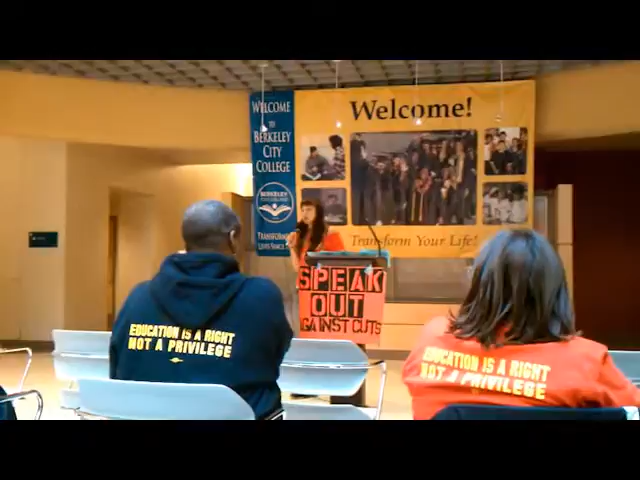 WELCOME
TO
BERKELEY
CITY
COLLEGE
BERKELEY
Welcome!
Transform Your Life!
SPEAK
OUT
AGAINST CUTS
EDUCATION IS A RIGHT
NOT A PRIVILEGE
EDUCATION IS A RIGHT
NOT A PRIVILEGE